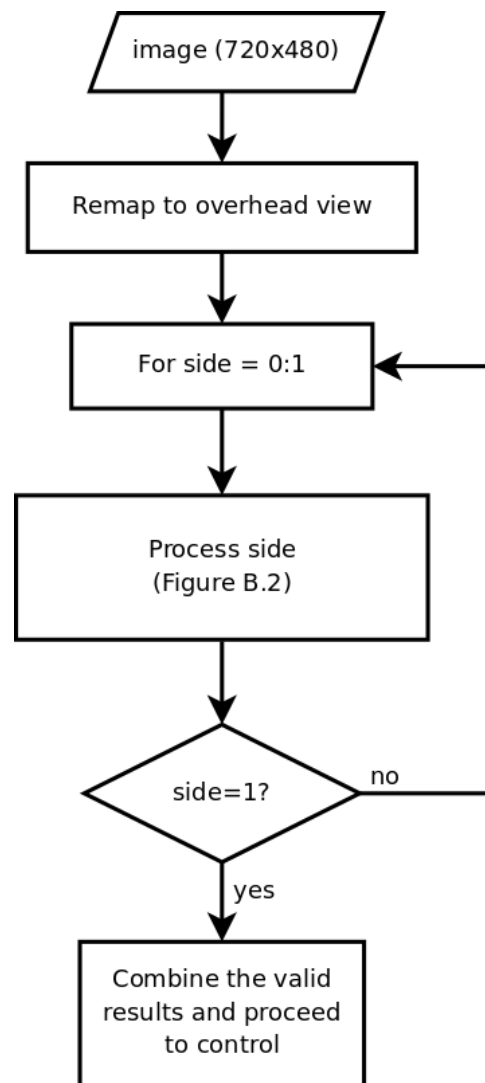 image (720x480)
Remap to overhead view
For side = 0:1
Process side
(Figure B.2)
side=1?
no
yes
Combine the valid
results and proceed
to control